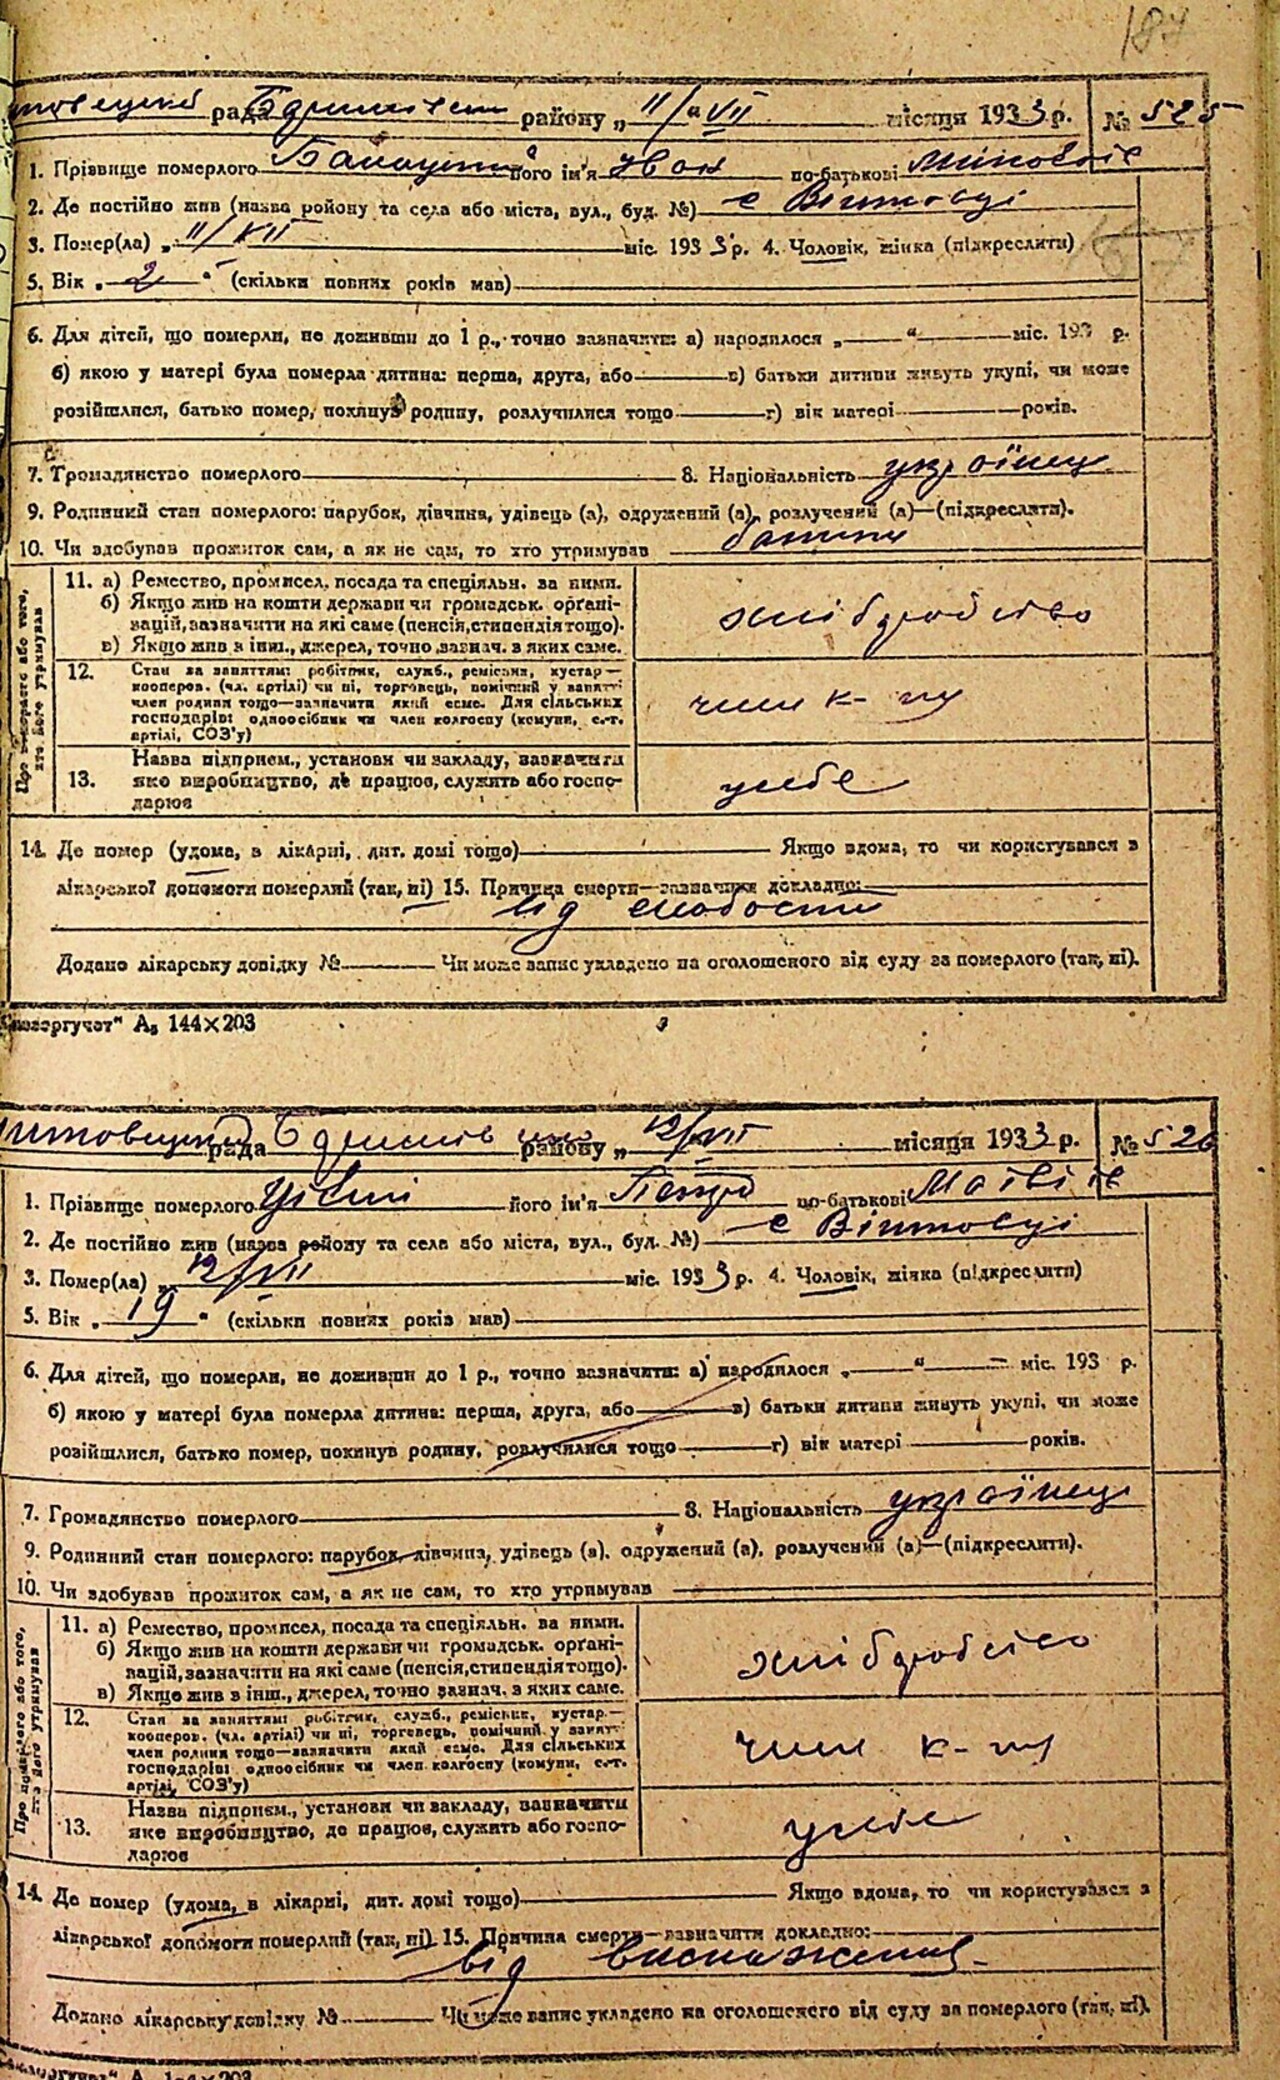 184
рада районy „11/VII місяця 1933 р. № 525
1. Прізвище померлого його ім'я Іван по-батькові
2. Де постійно жив (назва району та села або міста, вул., буд. №) с Вітовці
3. Помер(ла) „11/VII міс. 1933 р. 4. Чоловік, жінка (підкреслити)
5. Вік „2“ (скільки повних років мав)
6. Для дітей, що померли, не доживши до 1 р., точно зазначити: а) народилося „ “ міс. 193 р.
б) якою у матері була померла дитина: перша, друга, або в) батьки дитини живуть укупі, чи може
розійшлися, батько помер, покинув родину, розлучилися тощо г) вік матері років.
7. Громадянство померлого 8. Національність українець
9. Родинний стан померлого: парубок, дівчина, удівець (а), одружений (а), розлучений (а)—(підкреслити).
10. Чи здобував прожиток сам, а як не сам, то хто утримував батьки
Про померлого або того, хто його утримував
11. а) Ремество, промисел, посада та спеціяльн. за ними.
б) Якщо жив на кошти держави чи громадськ. орґані-
зацій, зазначити на які саме (пенсія, стипендія тощо).
в) Якщо жив з інш., джерел, точно зазнач. з яких саме.
хліборобство
12. Стан за заняттям: робітник, служб., ремісник, кустар—
кооперов. (чл. артілі) чи ні, торговець, помічний у занятті
член родини тощо—зазначити який саме. Для сільських
господарів: одноосібник чи член колгоспу (комуни, с.-г.
артілі, СОЗ'у)
член к-пу
13. Назва підприєм., установи чи закладу, зазначити
яке виробництво, де працює, служить або госпо-
дарює
у себе
14. Де помер (удома, в лікарні, дит. домі тощо) Якщо вдома, то чи користувався з
лікарської допомоги померлий (так, ні) 15. Причина смерти—зазначити докладно:
від слабости
Додано лікарську довідку № Чи може запис укладено на оголошеного від суду за померлого (так, ні).
А₅ 144×203
рада районy „12/VII місяця 1933 р. № 526
1. Прізвище померлого його ім'я Петро по-батькові Матвіїв
2. Де постійно жив (назва району та села або міста, вул., буд. №) с Вітовці
3. Помер(ла) „12/VII міс. 1933 р. 4. Чоловік, жінка (підкреслити)
5. Вік „19“ (скільки повних років мав)
6. Для дітей, що померли, не доживши до 1 р., точно зазначити: а) народилося „ “ міс. 193 р.
б) якою у матері була померла дитина: перша, друга, або в) батьки дитини живуть укупі, чи може
розійшлися, батько помер, покинув родину, розлучилися тощо г) вік матері років.
7. Громадянство померлого 8. Національність українець
9. Родинний стан померлого: парубок, дівчина, удівець (а), одружений (а), розлучений (а)—(підкреслити).
10. Чи здобував прожиток сам, а як не сам, то хто утримував
Про померлого або того, хто його утримував
11. а) Ремество, промисел, посада та спеціяльн. за ними.
б) Якщо жив на кошти держави чи громадськ. орґані-
зацій, зазначити на які саме (пенсія, стипендія тощо).
в) Якщо жив з інш., джерел, точно зазнач. з яких саме.
хліборобство
12. Стан за заняттям: робітник, служб., ремісник, кустар—
кооперов. (чл. артілі) чи ні, торговець, помічний у занятті
член родини тощо—зазначити який саме. Для сільських
господарів: одноосібник чи член колгоспу (комуни, с.-г.
артілі, СОЗ'у)
член к-пу
13. Назва підприєм., установи чи закладу, зазначити
яке виробництво, де працює, служить або госпо-
дарює
у себе
14. Де помер (удома, в лікарні, дит. домі тощо) Якщо вдома, то чи користувався з
лікарської допомоги померлий (так, ні) 15. Причина смерти—зазначити докладно:
від виснаження
Додано лікарську довідку № Чи може запис укладено на оголошеного від суду за померлого (так, ні).